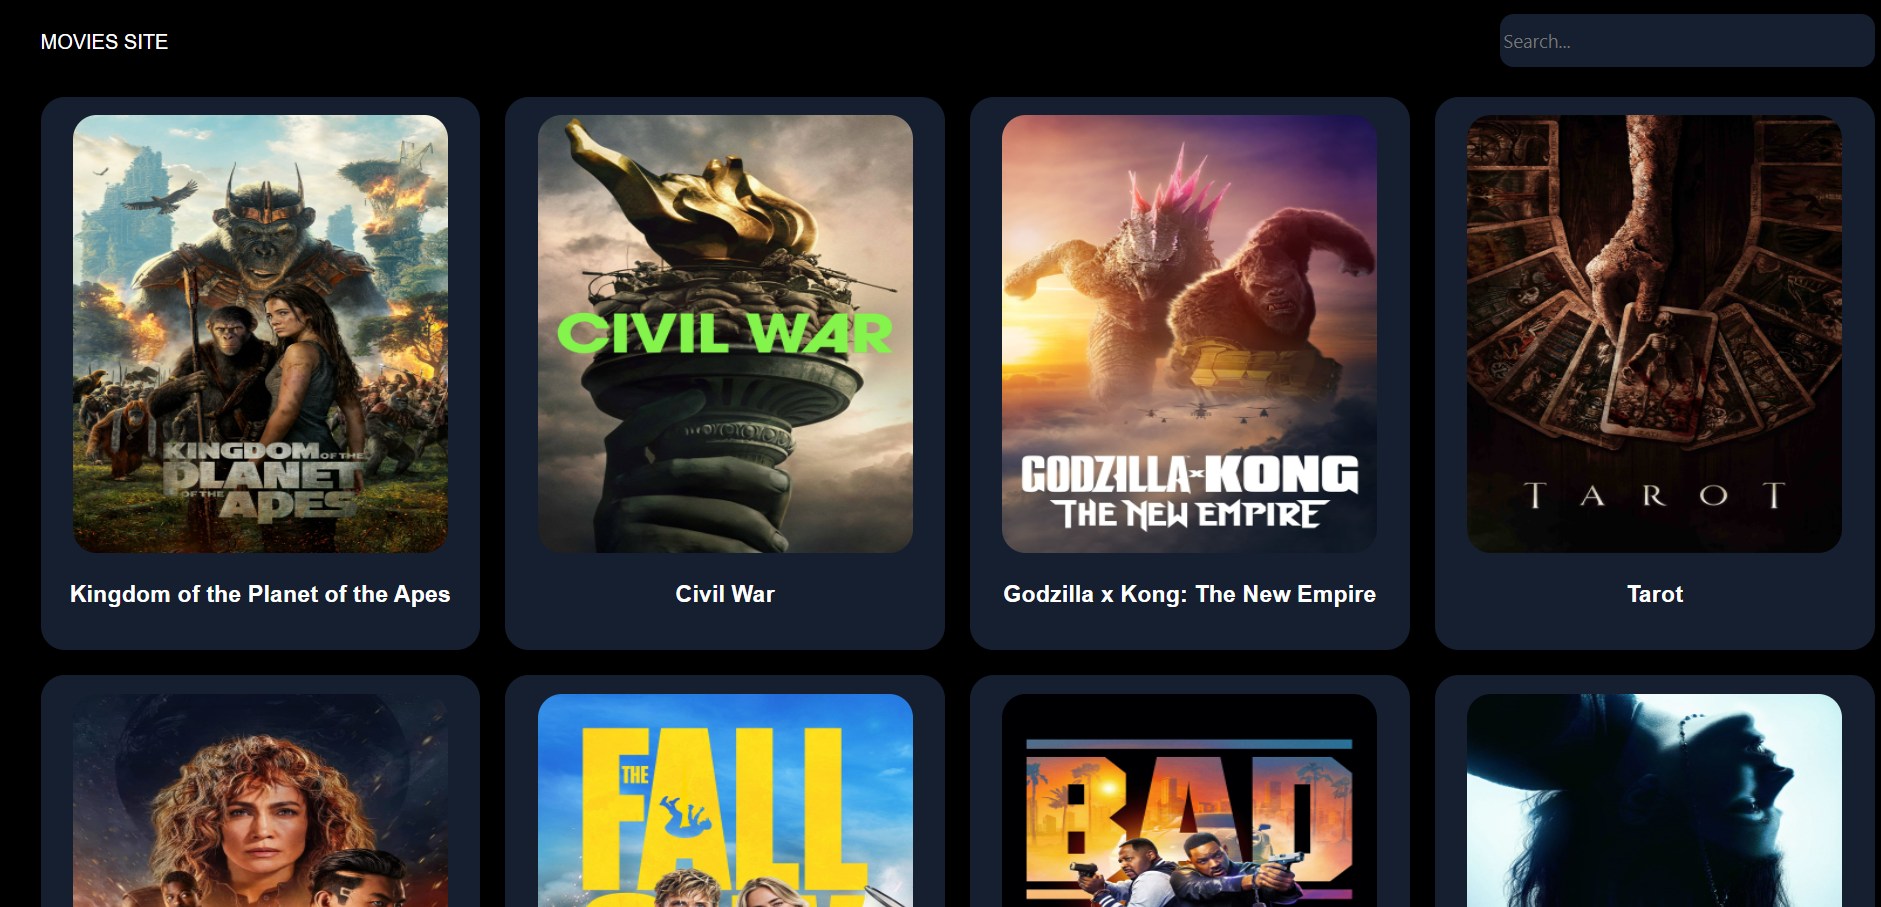 MOVIES SITE
Search...
KINGDOM OF THE
PLANET
OF THE APES
CIVIL WAR
GODZILLA x KONG
THE NEW EMPIRE
TAROT
Kingdom of the Planet of the Apes
Civil War
Godzilla x Kong: The New Empire
Tarot
THE
FALL
BAD